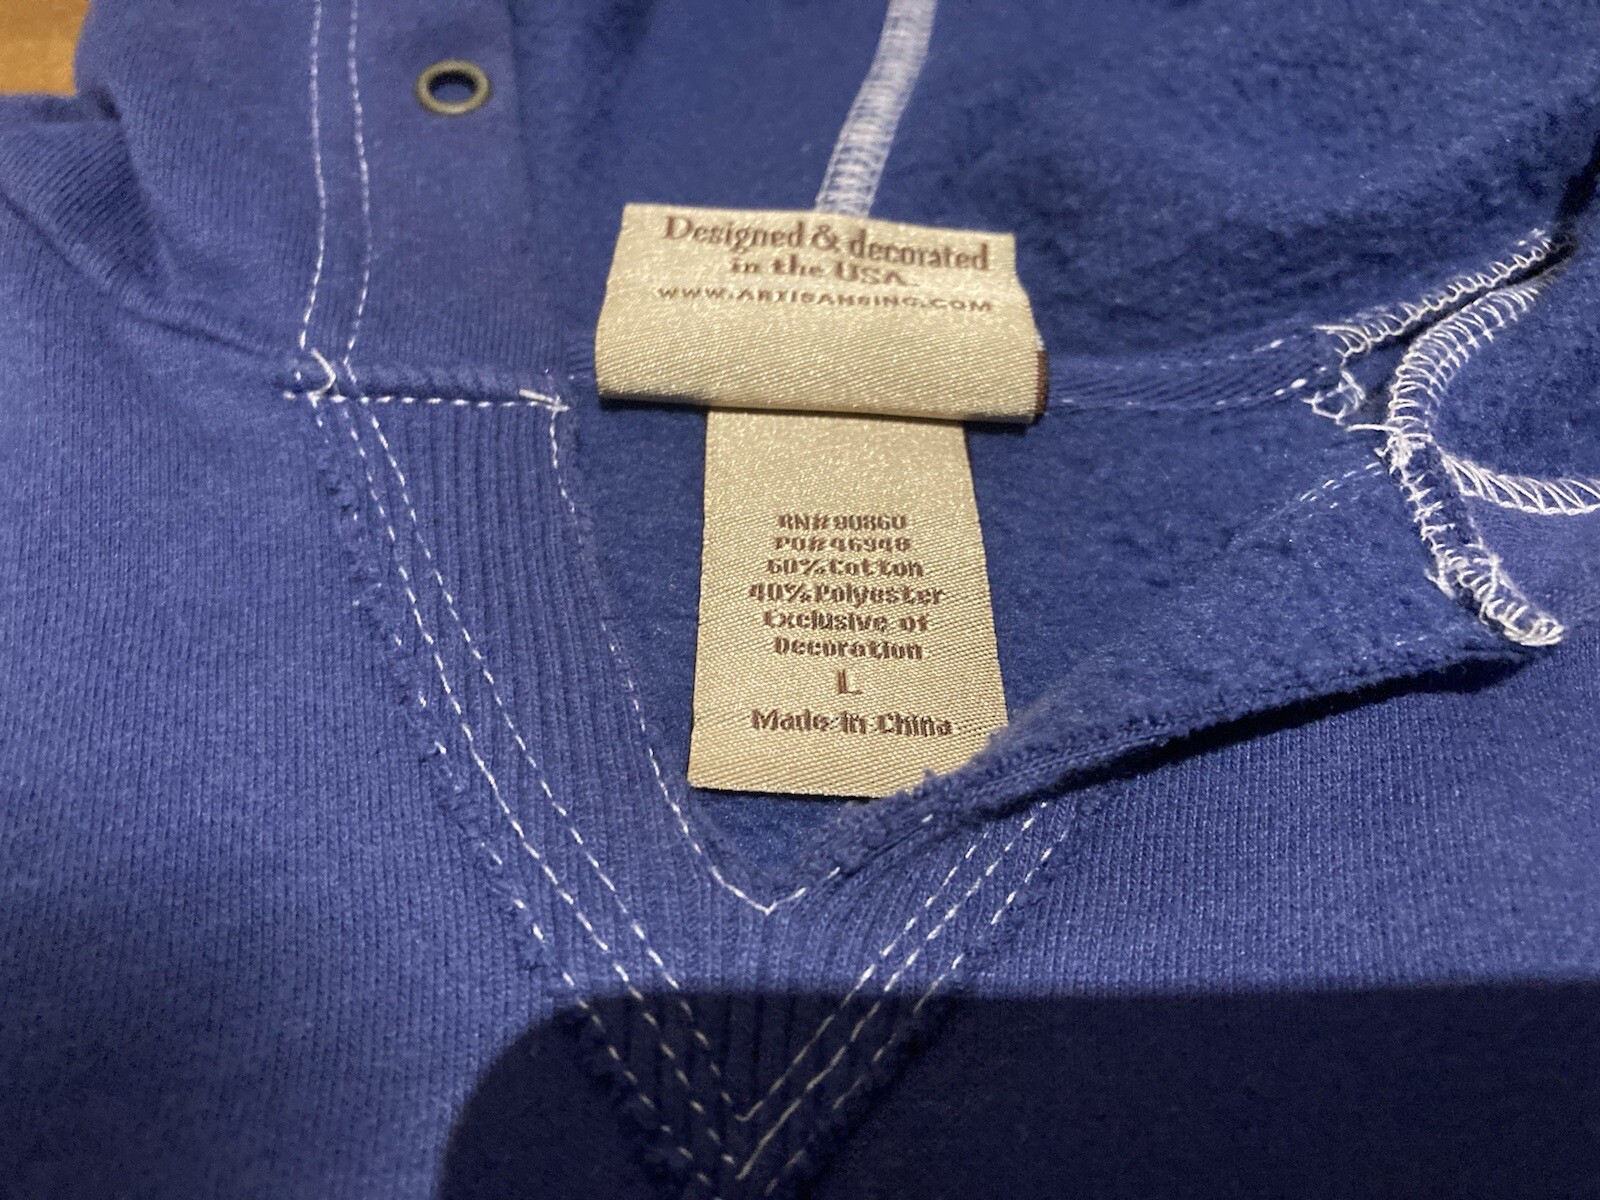 Designed & decorated
in the USA.
WWW.ARTISANSINC.COM
RN# 90860
PO# 46948
60% Cotton
40% Polyester
Exclusive of
Decoration
L
Made in China